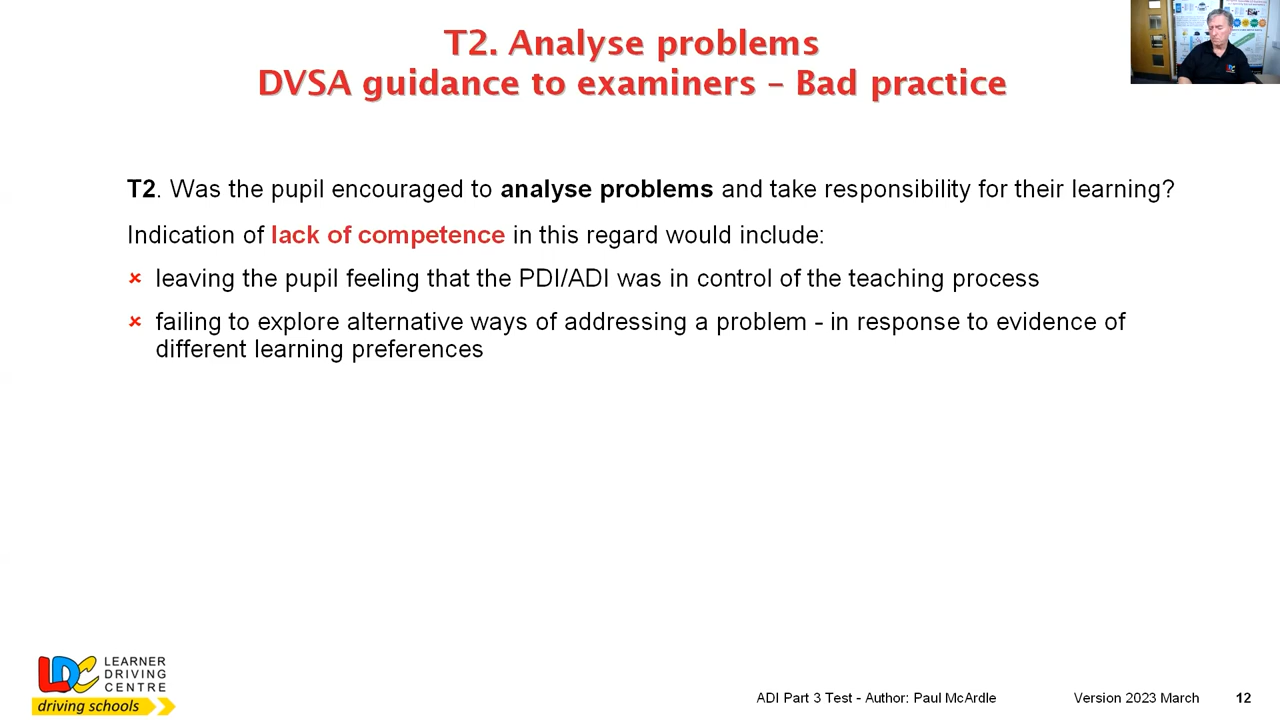 T2. Analyse problems
DVSA guidance to examiners – Bad practice
T2. Was the pupil encouraged to analyse problems and take responsibility for their learning?
Indication of lack of competence in this regard would include:
× leaving the pupil feeling that the PDI/ADI was in control of the teaching process
× failing to explore alternative ways of addressing a problem - in response to evidence of
different learning preferences
LDC LEARNER
DRIVING
CENTRE
driving schools
ADI Part 3 Test - Author: Paul McArdle Version 2023 March 12